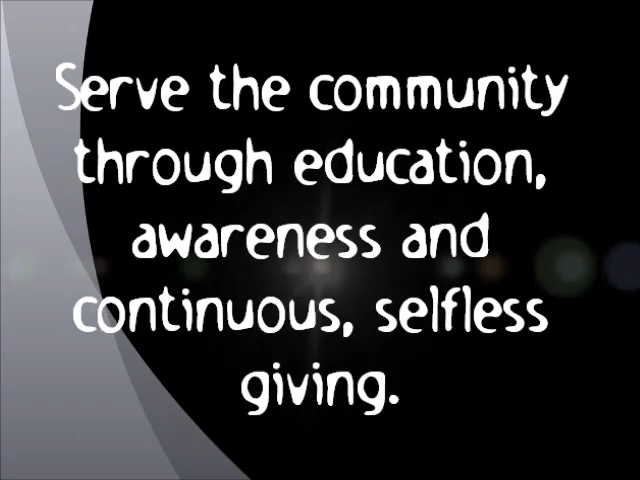 Serve the community
through education,
awareness and
continuous, selfless
giving.